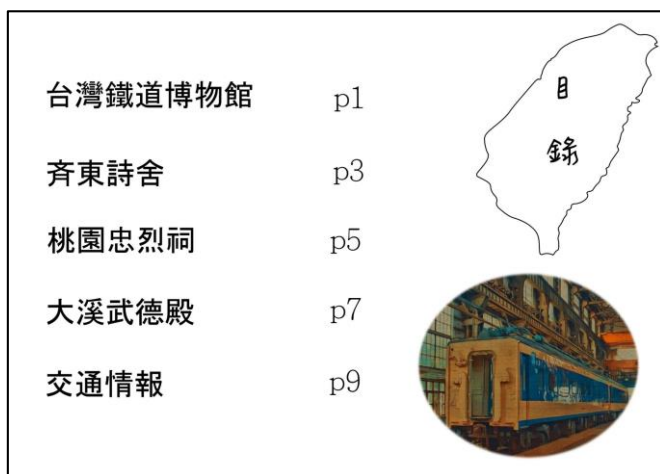 目
錄
台灣鐵道博物館 p1
斉東詩舍 p3
桃園忠烈祠 p5
大溪武德殿 p7
交通情報 p9